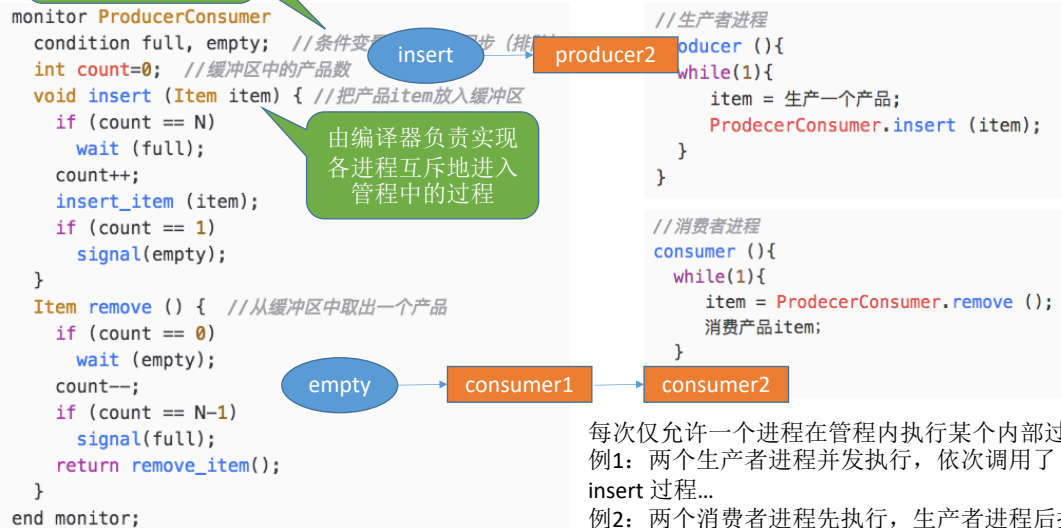 monitor ProducerConsumer
condition full, empty; //条件变 步（排队）
int count=0; //缓冲区中的产品数
void insert (Item item) { //把产品item放入缓冲区
if (count == N)
wait (full);
count++;
insert_item (item);
if (count == 1)
signal(empty);
}
Item remove () { //从缓冲区中取出一个产品
if (count == 0)
wait (empty);
count--;
if (count == N-1)
signal(full);
return remove_item();
}
end monitor;
insert
producer2
由编译器负责实现
各进程互斥地进入
管程中的过程
empty
consumer1
consumer2
//生产者进程
oducer (){
while(1){
item = 生产一个产品;
ProdecerConsumer.insert (item);
}
}
//消费者进程
consumer (){
while(1){
item = ProdecerConsumer.remove ();
消费产品item;
}
每次仅允许一个进程在管程内执行某个内部过
例1：两个生产者进程并发执行，依次调用了
insert 过程…
例2：两个消费者进程先执行，生产者进程后